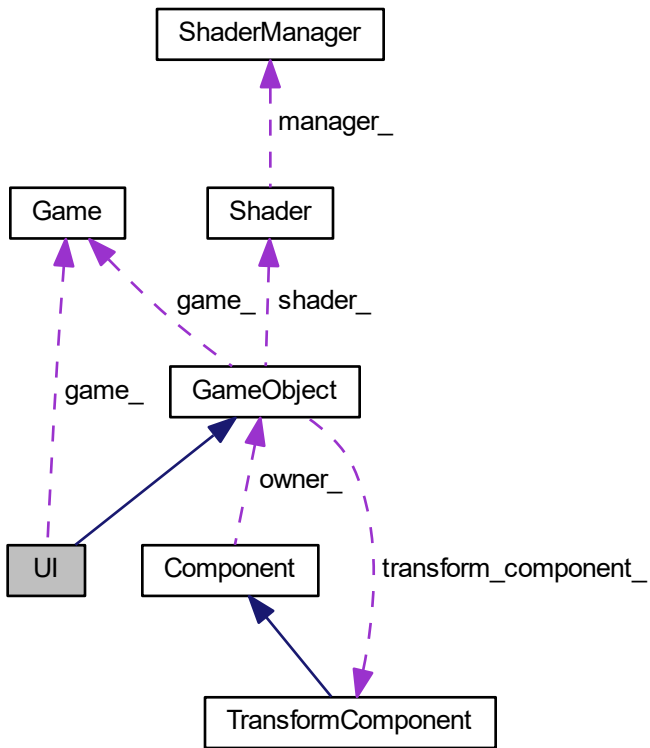 ShaderManager
manager_
Game
Shader
game_
shader_
GameObject
game_
owner_
UI
Component
transform_component_
TransformComponent